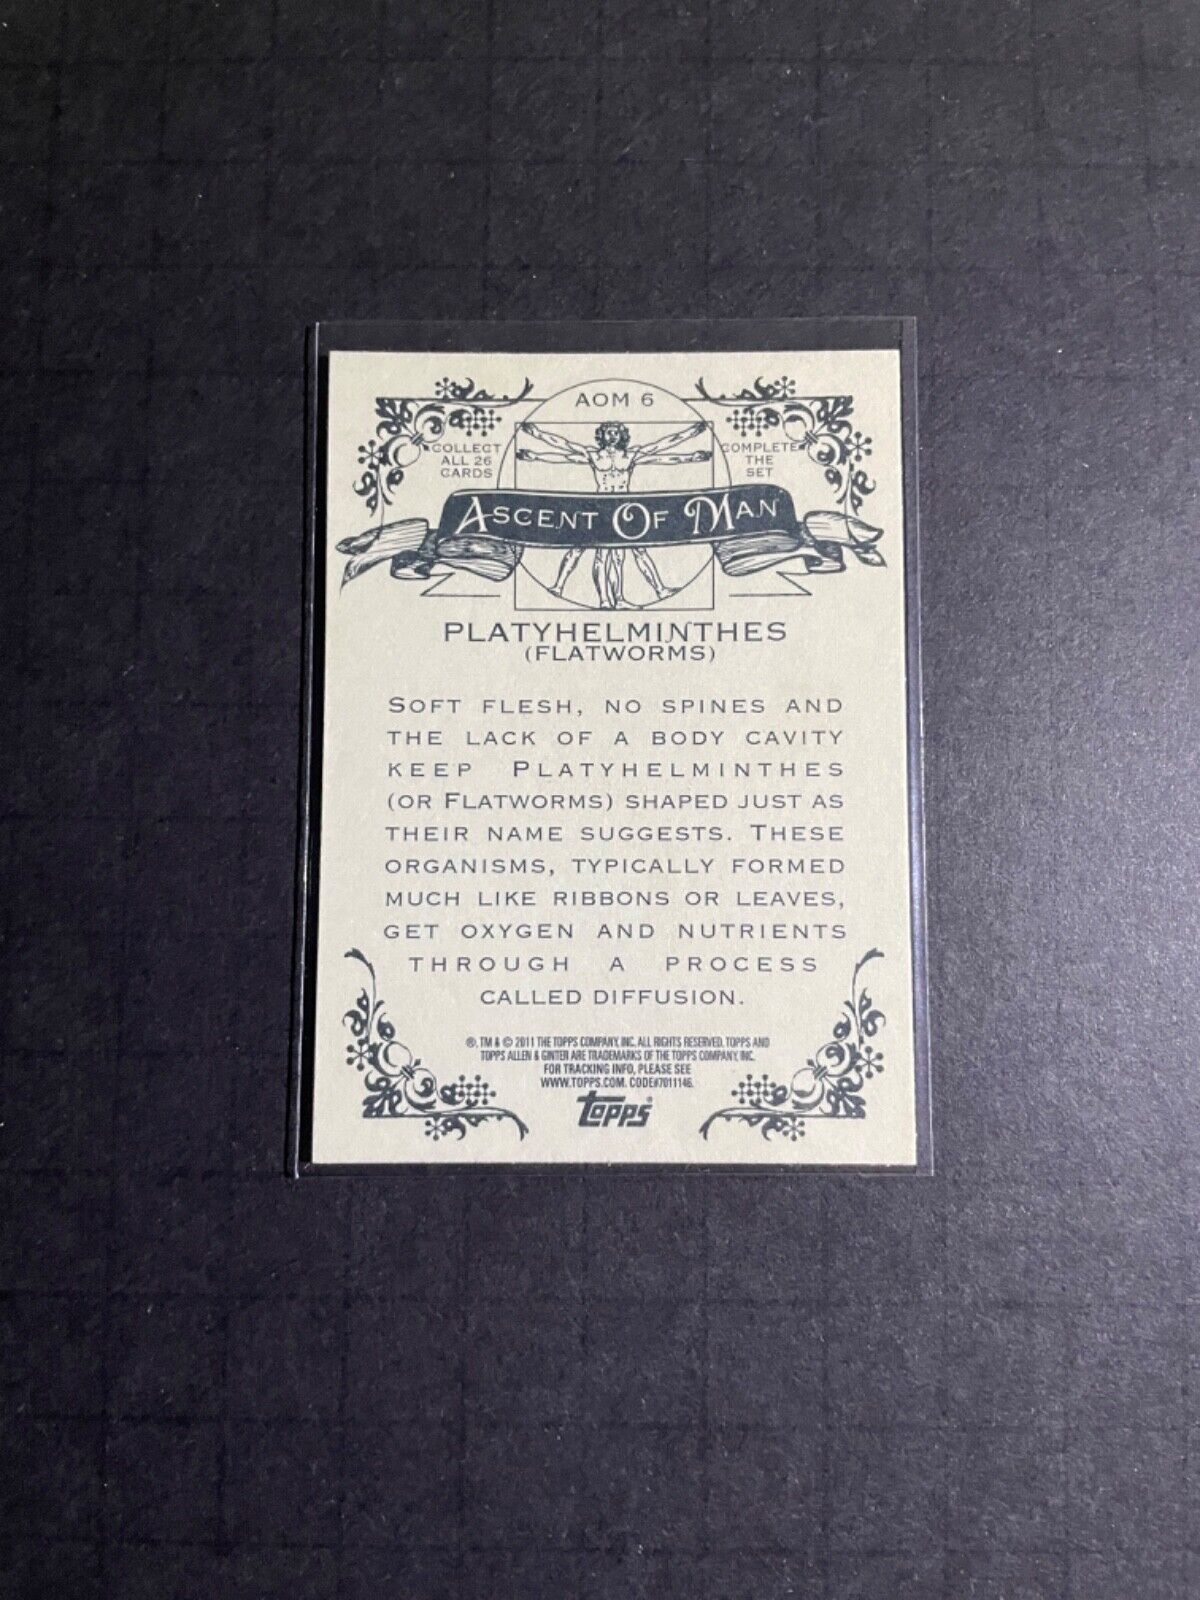 AOM 6
COLLECT
ALL 26
CARDS
COMPLETE
THE
SET
ASCENT OF MAN
PLATYHELMINTHES
(FLATWORMS)
SOFT FLESH, NO SPINES AND
THE LACK OF A BODY CAVITY
KEEP PLATYHELMINTHES
(OR FLATWORMS) SHAPED JUST AS
THEIR NAME SUGGESTS. THESE
ORGANISMS, TYPICALLY FORMED
MUCH LIKE RIBBONS OR LEAVES,
GET OXYGEN AND NUTRIENTS
THROUGH A PROCESS
CALLED DIFFUSION.
®, TM & © 2011 THE TOPPS COMPANY, INC. ALL RIGHTS RESERVED. TOPPS AND
TOPPS ALLEN & GINTER ARE TRADEMARKS OF THE TOPPS COMPANY, INC.
FOR TRACKING INFO, PLEASE SEE
WWW.TOPPS.COM. CODE#7011146.
topps®